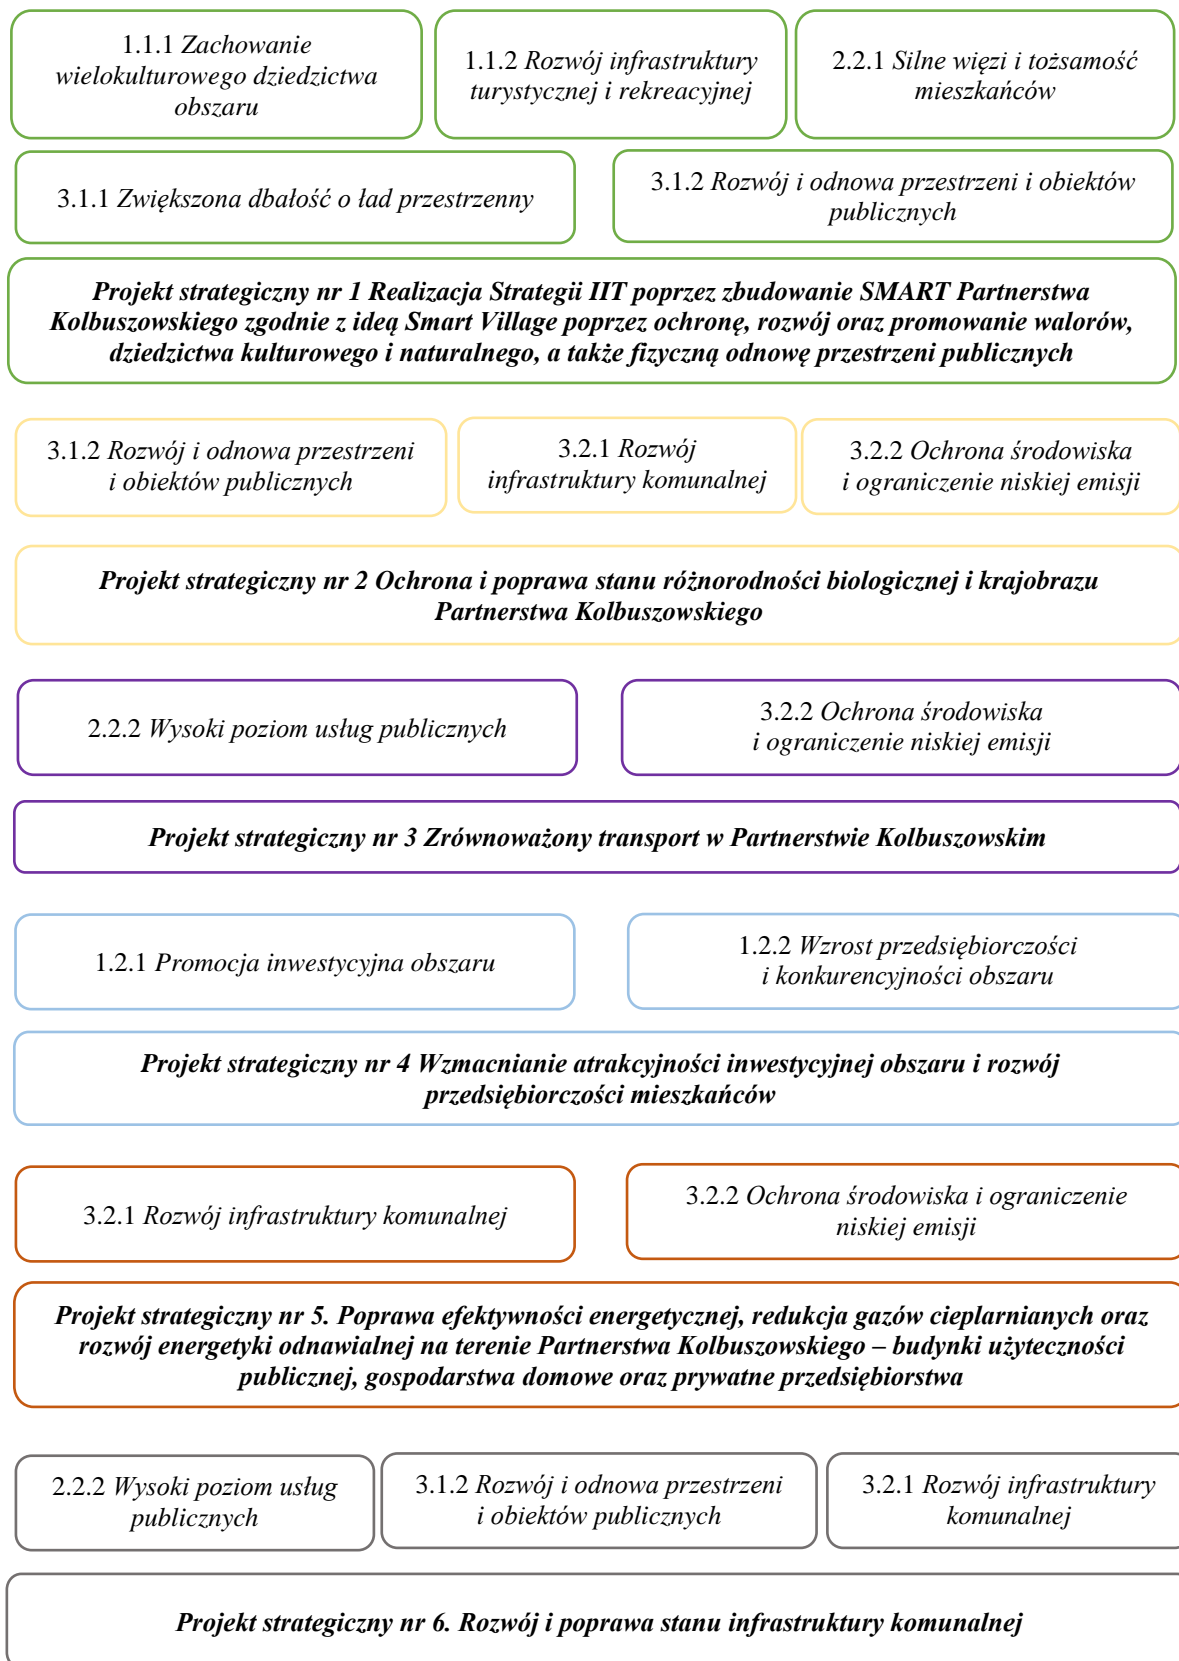 1.1.1 Zachowanie
wielokulturowego dziedzictwa
obszaru
1.1.2 Rozwój infrastruktury
turystycznej i rekreacyjnej
2.2.1 Silne więzi i tożsamość
mieszkańców
3.1.1 Zwiększona dbałość o ład przestrzenny
3.1.2 Rozwój i odnowa przestrzeni i obiektów
publicznych
Projekt strategiczny nr 1 Realizacja Strategii IIT poprzez zbudowanie SMART Partnerstwa
Kolbuszowskiego zgodnie z ideą Smart Village poprzez ochronę, rozwój oraz promowanie walorów,
dziedzictwa kulturowego i naturalnego, a także fizyczną odnowę przestrzeni publicznych
3.1.2 Rozwój i odnowa przestrzeni
i obiektów publicznych
3.2.1 Rozwój
infrastruktury komunalnej
3.2.2 Ochrona środowiska
i ograniczenie niskiej emisji
Projekt strategiczny nr 2 Ochrona i poprawa stanu różnorodności biologicznej i krajobrazu
Partnerstwa Kolbuszowskiego
2.2.2 Wysoki poziom usług publicznych
3.2.2 Ochrona środowiska
i ograniczenie niskiej emisji
Projekt strategiczny nr 3 Zrównoważony transport w Partnerstwie Kolbuszowskim
1.2.1 Promocja inwestycyjna obszaru
1.2.2 Wzrost przedsiębiorczości
i konkurencyjności obszaru
Projekt strategiczny nr 4 Wzmacnianie atrakcyjności inwestycyjnej obszaru i rozwój
przedsiębiorczości mieszkańców
3.2.1 Rozwój infrastruktury komunalnej
3.2.2 Ochrona środowiska i ograniczenie
niskiej emisji
Projekt strategiczny nr 5. Poprawa efektywności energetycznej, redukcja gazów cieplarnianych oraz
rozwój energetyki odnawialnej na terenie Partnerstwa Kolbuszowskiego – budynki użyteczności
publicznej, gospodarstwa domowe oraz prywatne przedsiębiorstwa
2.2.2 Wysoki poziom usług
publicznych
3.1.2 Rozwój i odnowa przestrzeni
i obiektów publicznych
3.2.1 Rozwój infrastruktury
komunalnej
Projekt strategiczny nr 6. Rozwój i poprawa stanu infrastruktury komunalnej